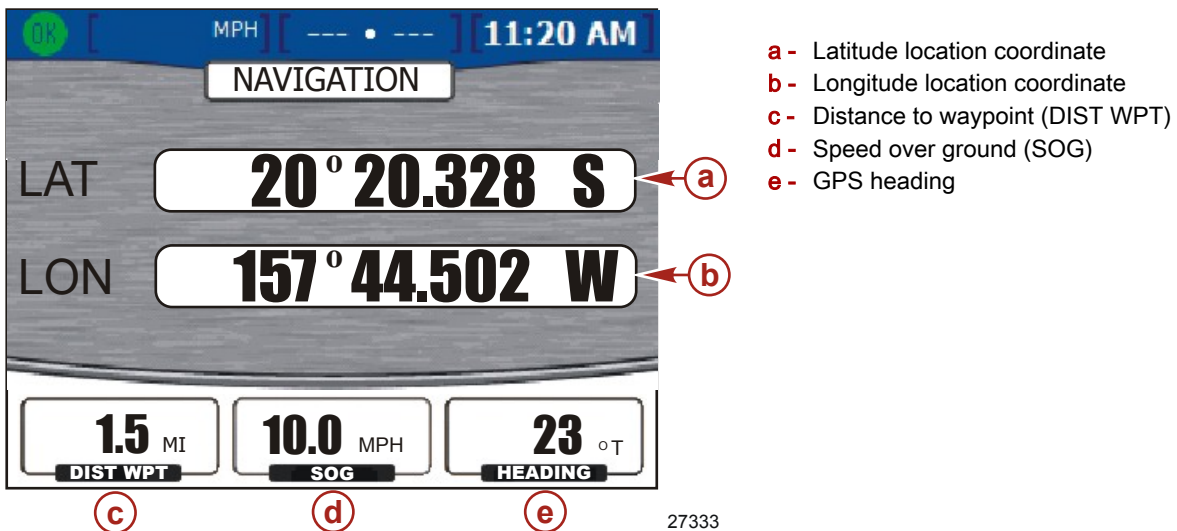 OK [ MPH ] [ --- • --- ] [ 11:20 AM ]
NAVIGATION
LAT 20° 20.328 S a
LON 157° 44.502 W b
1.5 MI 10.0 MPH 23 °T
DIST WPT SOG HEADING
c d e
27333
a - Latitude location coordinate
b - Longitude location coordinate
c - Distance to waypoint (DIST WPT)
d - Speed over ground (SOG)
e - GPS heading